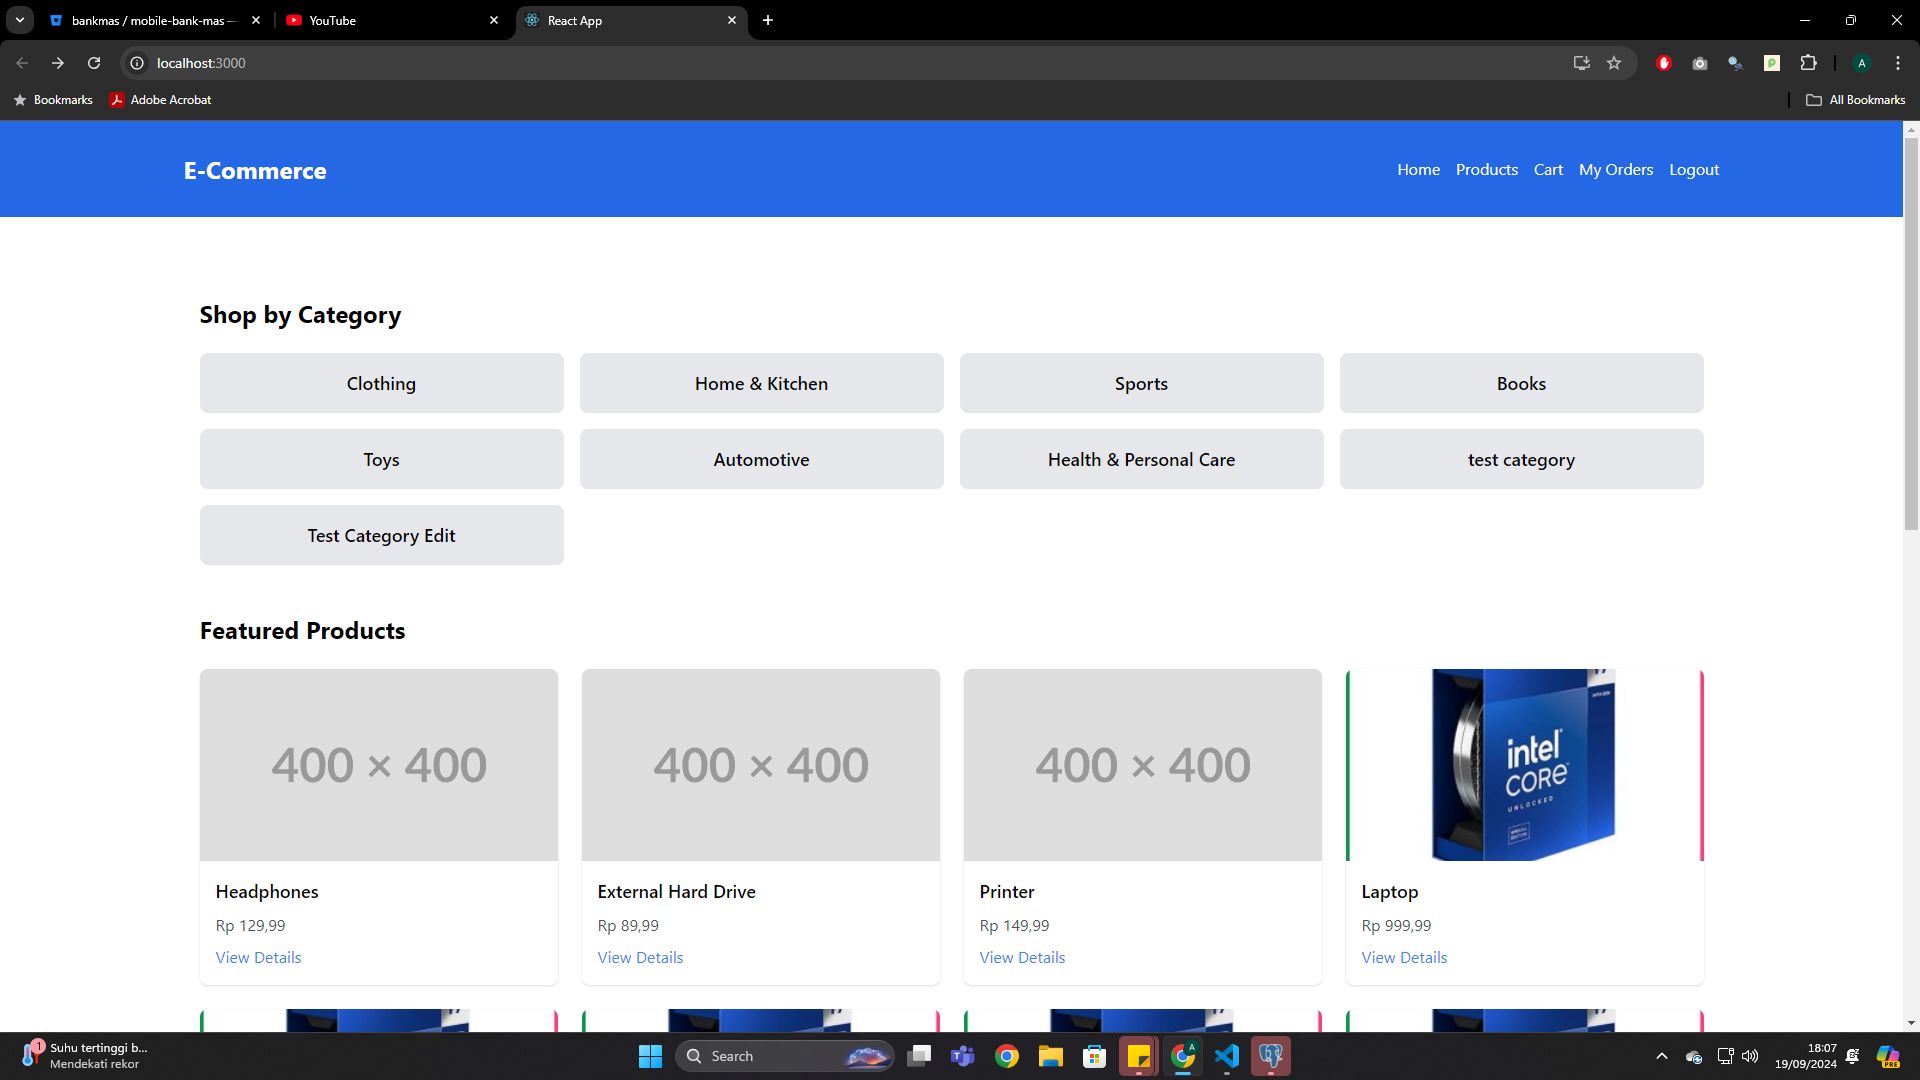 bankmas / mobile-bank-mas —
YouTube
React App
localhost:3000
A
Bookmarks
Adobe Acrobat
All Bookmarks
E-Commerce
Home
Products
Cart
My Orders
Logout
Shop by Category
Clothing
Home & Kitchen
Sports
Books
Toys
Automotive
Health & Personal Care
test category
Test Category Edit
Featured Products
400 × 400
400 × 400
400 × 400
intel
CORE
UNLOCKED
SPECIAL
EDITION
Headphones
External Hard Drive
Printer
Laptop
Rp 129,99
Rp 89,99
Rp 149,99
Rp 999,99
View Details
View Details
View Details
View Details
1
Suhu tertinggi b...
Mendekati rekor
Search
A
18:07
19/09/2024
PRE